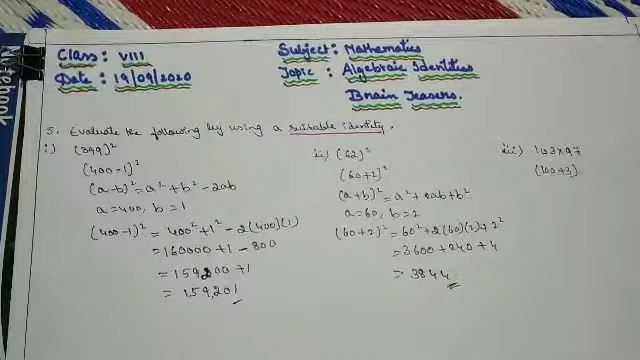 Class: VIII
Subject: Mathematics
Date: 19/09/2020
Topic: Algebraic Identities
Brain Teasers.
5. Evaluate the following by using a suitable identity.
i) (399)²
(400-1)²
(a-b)² = a² + b² - 2ab
a = 400, b = 1
(400-1)² = 400² + 1² - 2(400)(1)
= 160000 + 1 - 800
= 159200 + 1
= 159,201
ii) (62)²
(60+2)²
(a+b)² = a² + 2ab + b²
a = 60, b = 2
(60+2)² = 60² + 2(60)(2) + 2²
= 3600 + 240 + 4
= 3844
iii) 103×97
(100+3)